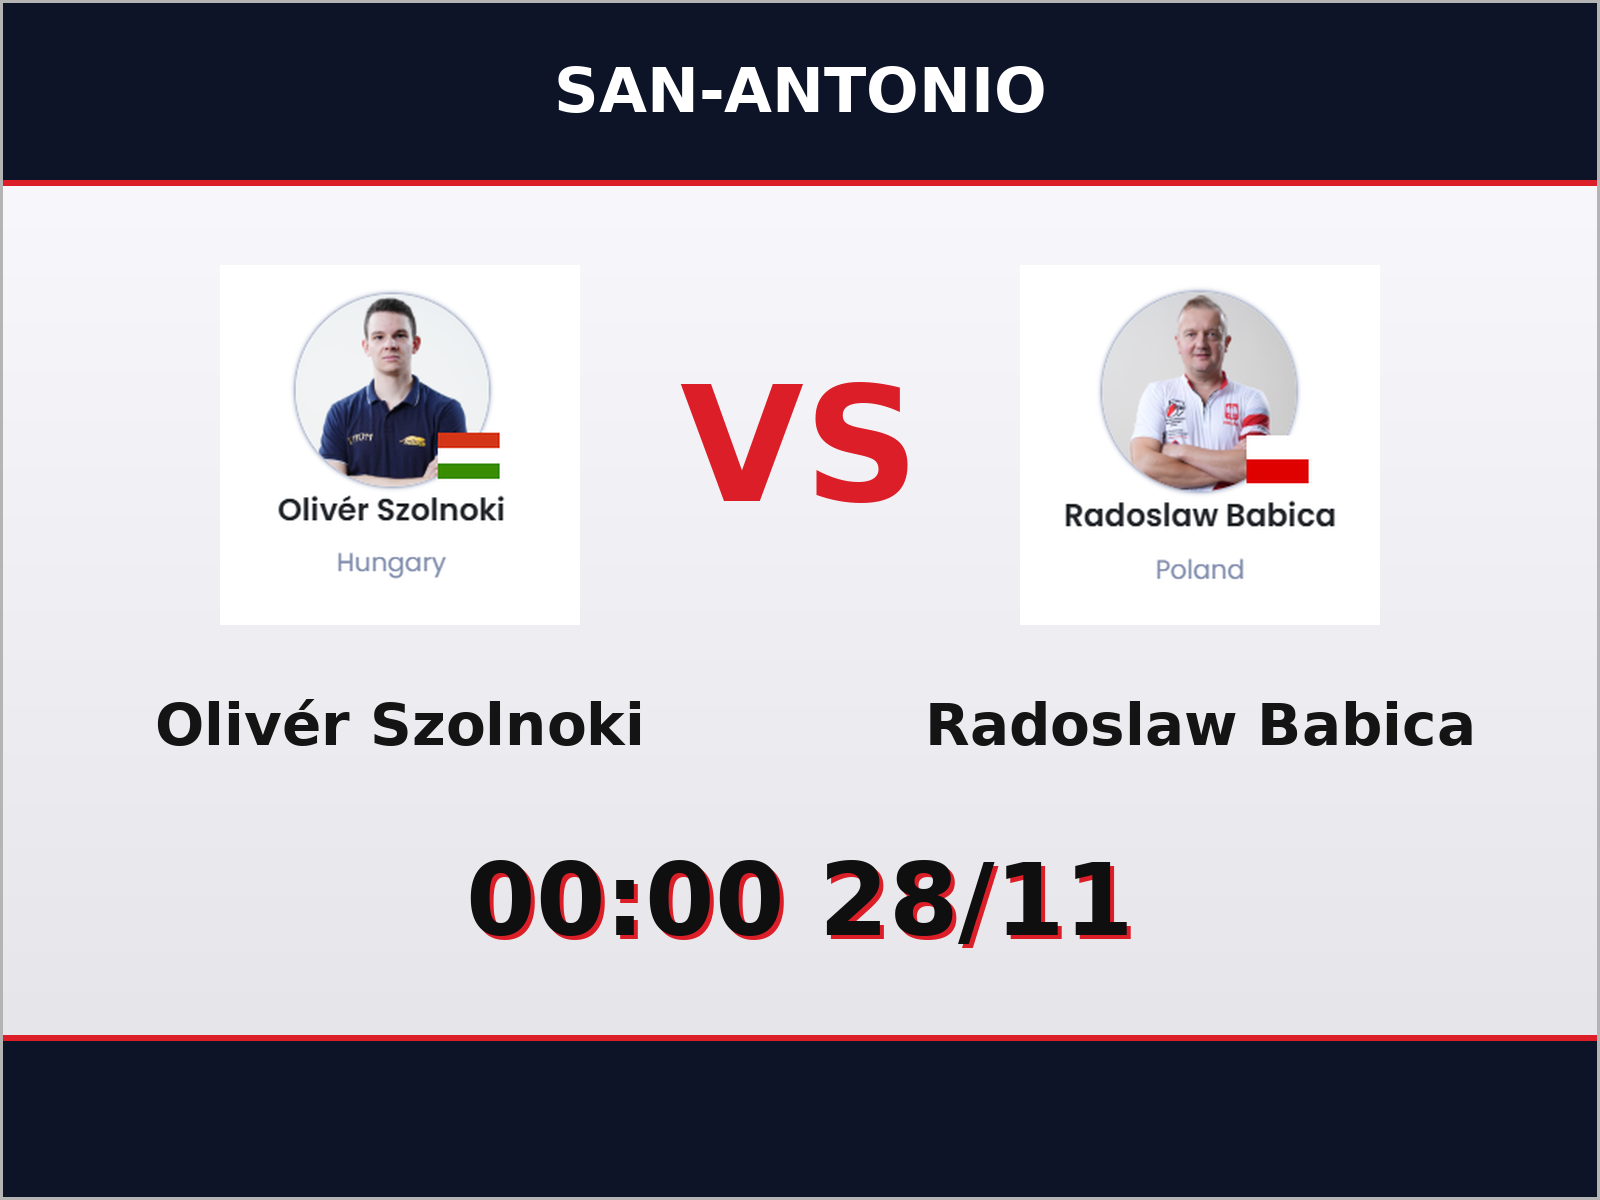 SAN-ANTONIO
VS
Olivér Szolnoki
Hungary
Radoslaw Babica
Poland
Olivér Szolnoki
Radoslaw Babica
00:00 28/11